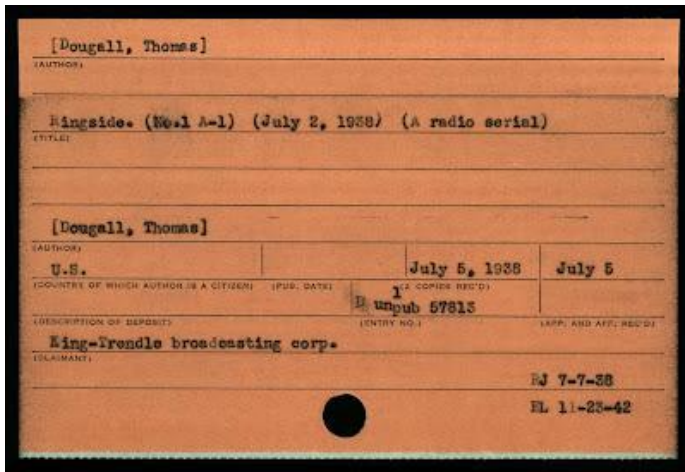 [Dougall, Thomas]
(AUTHOR)
Ringside. (No.1 A-1) (July 2, 1938) (A radio serial)
(TITLE)
[Dougall, Thomas]
(AUTHOR)
U.S. July 5, 1938 July 5
(COUNTRY OF WHICH AUTHOR IS A CITIZEN) (PUB. DATE) (2 COPIES REC'D)
1
D unpub 57813
(DESCRIPTION OF DEPOSIT) (ENTRY NO.) (APP. AND AFF. REC'D)
King-Trendle broadcasting corp.
(CLAIMANT)
RJ 7-7-38
EL 11-23-42